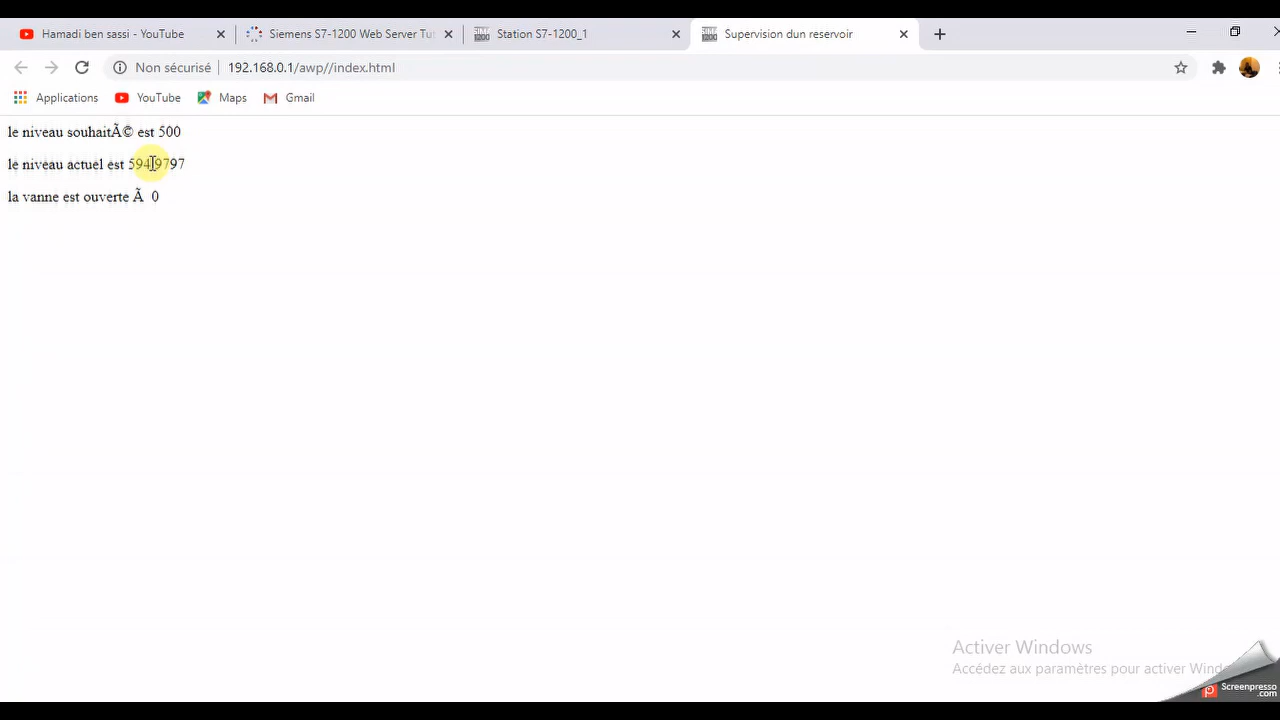 Hamadi ben sassi - YouTube
Siemens S7-1200 Web Server Tu
Station S7-1200_1
Supervision dun reservoir
Non sécurisé
192.168.0.1/awp//index.html
Applications
YouTube
Maps
Gmail
le niveau souhaitÃ© est 500
le niveau actuel est 594.9797
la vanne est ouverte Ã  0
Activer Windows
Accédez aux paramètres pour activer Wind
Screenpresso
.com